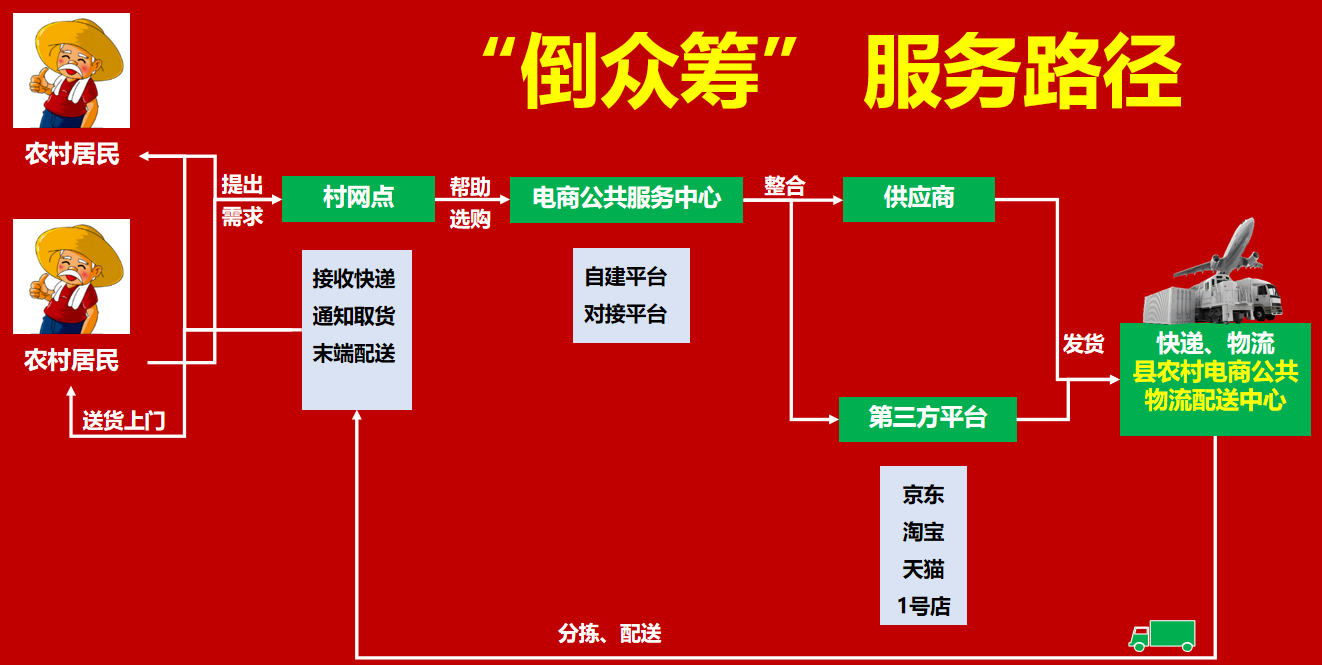 “倒众筹” 服务路径
农村居民
提出
需求
村网点
帮助
选购
电商公共服务中心
整合
供应商
接收快递
通知取货
末端配送
自建平台
对接平台
农村居民
送货上门
发货
快递、物流
县农村电商公共
物流配送中心
第三方平台
京东
淘宝
天猫
1号店
分拣、配送